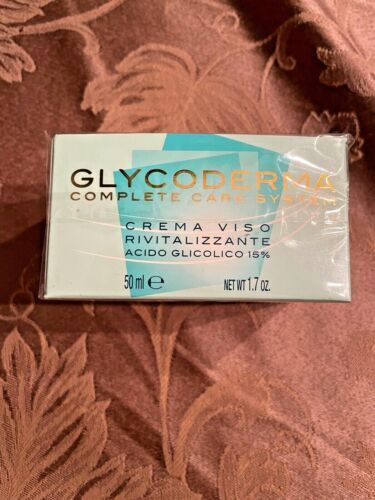 GLYCODERMA
COMPLETE CARE SYSTEM
CREMA VISO
RIVITALIZZANTE
ACIDO GLICOLICO 15%
50 ml ℮ NET WT 1.7 OZ.